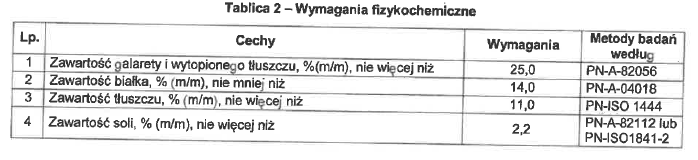 Tablica 2 – Wymagania fizykochemiczne
Lp. Cechy Wymagania Metody badań według
1 Zawartość galarety i wytopionego tłuszczu, %(m/m), nie więcej niż 25,0 PN-A-82056
2 Zawartość białka, % (m/m), nie mniej niż 14,0 PN-A-04018
3 Zawartość tłuszczu, % (m/m), nie więcej niż 11,0 PN-ISO 1444
4 Zawartość soli, % (m/m), nie więcej niż 2,2 PN-A-82112 lub PN-ISO1841-2